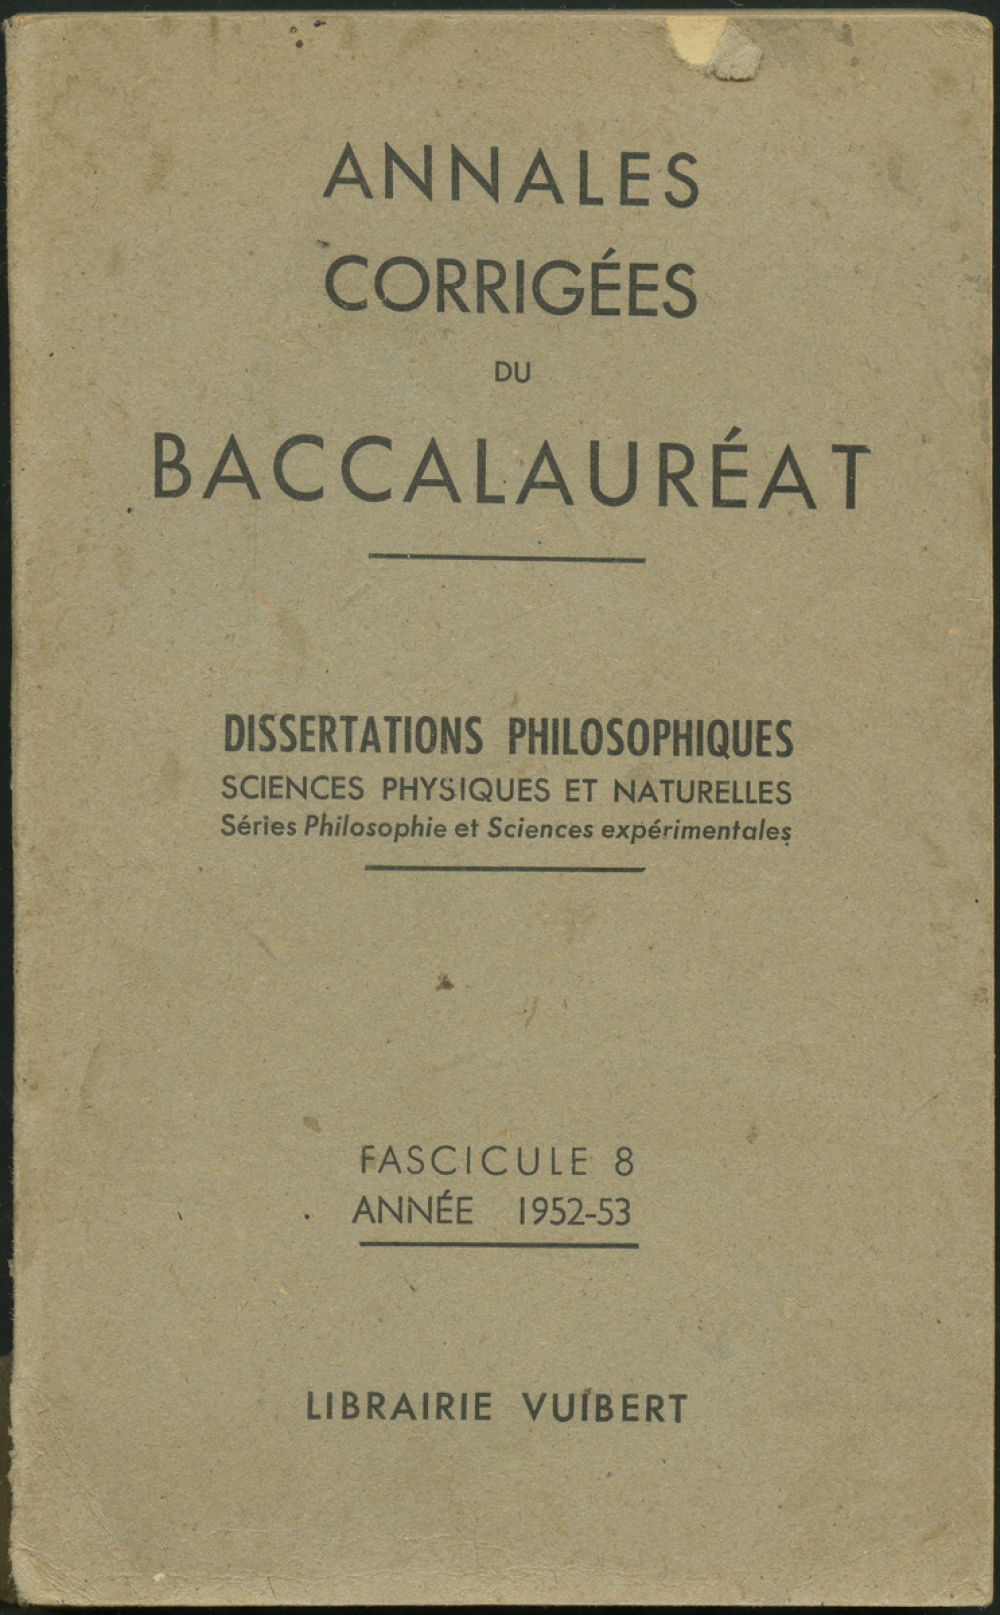 ANNALES
CORRIGÉES
DU
BACCALAURÉAT
DISSERTATIONS PHILOSOPHIQUES
SCIENCES PHYSIQUES ET NATURELLES
Séries Philosophie et Sciences expérimentales
FASCICULE 8
ANNÉE 1952-53
LIBRAIRIE VUIBERT